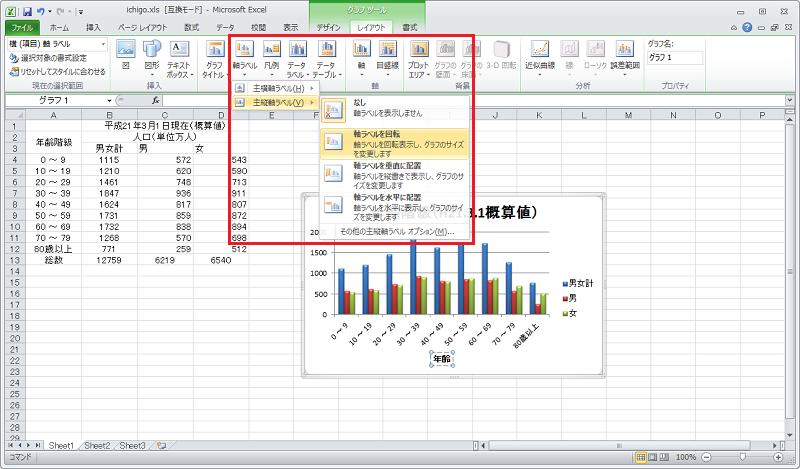 ichigo.xls [互換モード] - Microsoft Excel
グラフ ツール
ファイル ホーム 挿入 ページ レイアウト 数式 データ 校閲 表示 デザイン レイアウト 書式
横 (項目) 軸 ラベル
選択対象の書式設定
リセットしてスタイルに合わせる
現在の選択範囲
図 図形 テキスト ボックス
挿入
グラフ タイトル 軸ラベル 凡例 データ ラベル データ テーブル
軸 目盛線
軸
プロット エリア グラフの 壁面 グラフの 床面 3-D 回転
背景
近似曲線 線 ローソク 誤差範囲
分析
グラフ名:
グラフ 1
プロパティ
主横軸ラベル(H)
主縦軸ラベル(V)
なし
軸ラベルを表示しません
軸ラベルを回転
軸ラベルを回転表示し、グラフのサイズ
を変更します
軸ラベルを垂直に配置
軸ラベルを縦書きで表示し、グラフのサ
イズを変更します
軸ラベルを水平に配置
軸ラベルを水平に表示し、グラフのサイ
ズを変更します
その他の主縦軸ラベル オプション(M)...
グラフ 1 fx
A B C D E F J K L M N O P
1 平成21年3月1日現在(概算値)
2 年齢階級 人口(単位万人)
3 男女計 男 女
4 0 ~ 9 1115 572 543
5 10 ~ 19 1210 620 590
6 20 ~ 29 1461 748 713
7 30 ~ 39 1847 936 911
8 40 ~ 49 1624 817 807
9 50 ~ 59 1731 859 872
10 60 ~ 69 1732 838 894
11 70 ~ 79 1268 570 698
12 80歳以上 771 259 512
13 総数 12759 6219 6540
14
15
16
17
18
19
20
21
22
23
24
25
26
27
28
29
階級(H21.3.1概算値)
2000
1500
1000
500
0
0 ~ 9 10 ~ 19 20 ~ 29 30 ~ 39 40 ~ 49 50 ~ 59 60 ~ 69 70 ~ 79 80歳以上
年齢
男女計
男
女
Sheet1 Sheet2 Sheet3
コマンド 100%